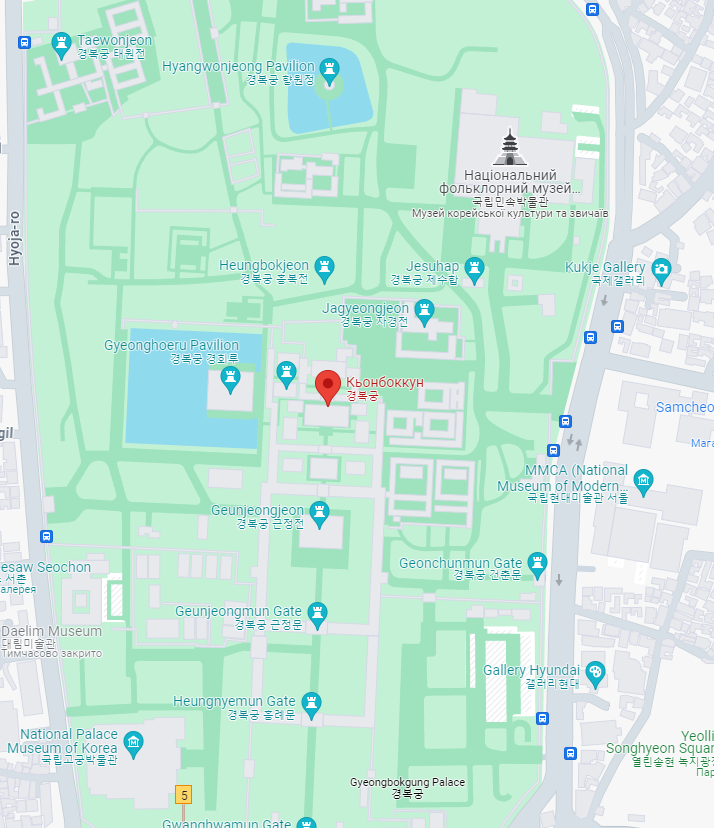 Taewonjeon
경복궁 태원전
Hyangwonjeong Pavilion
경복궁 향원정
Національний
фольклорний музей...
국립민속박물관
Музей корейської культури та звичаїв
Hyoja-ro
Heungbokjeon
경복궁 흥복전
Jesuhap
경복궁 제수합
Kukje Gallery
국제갤러리
Jagyeongjeon
경복궁 자경전
Gyeonghoeru Pavilion
경복궁 경회루
Кьонбоккун
경복궁
Samcheo
Мага
gil
MMCA (National
Museum of Modern...
국립현대미술관 서울
Geunjeongjeon
경복궁 근정전
esaw Seochon
서촌
алерея
Geonchunmun Gate
경복궁 건춘문
Geunjeongmun Gate
경복궁 근정문
Daelim Museum
대림미술관
Тимчасово закрито
Gallery Hyundai
갤러리현대
Heungnyemun Gate
경복궁 흥례문
National Palace
Museum of Korea
국립고궁박물관
Yeolli
Songhyeon Squar
열린송현 녹지광장
Пар
Gyeongbokgung Palace
경복궁
5
Gwanghwamun Gate